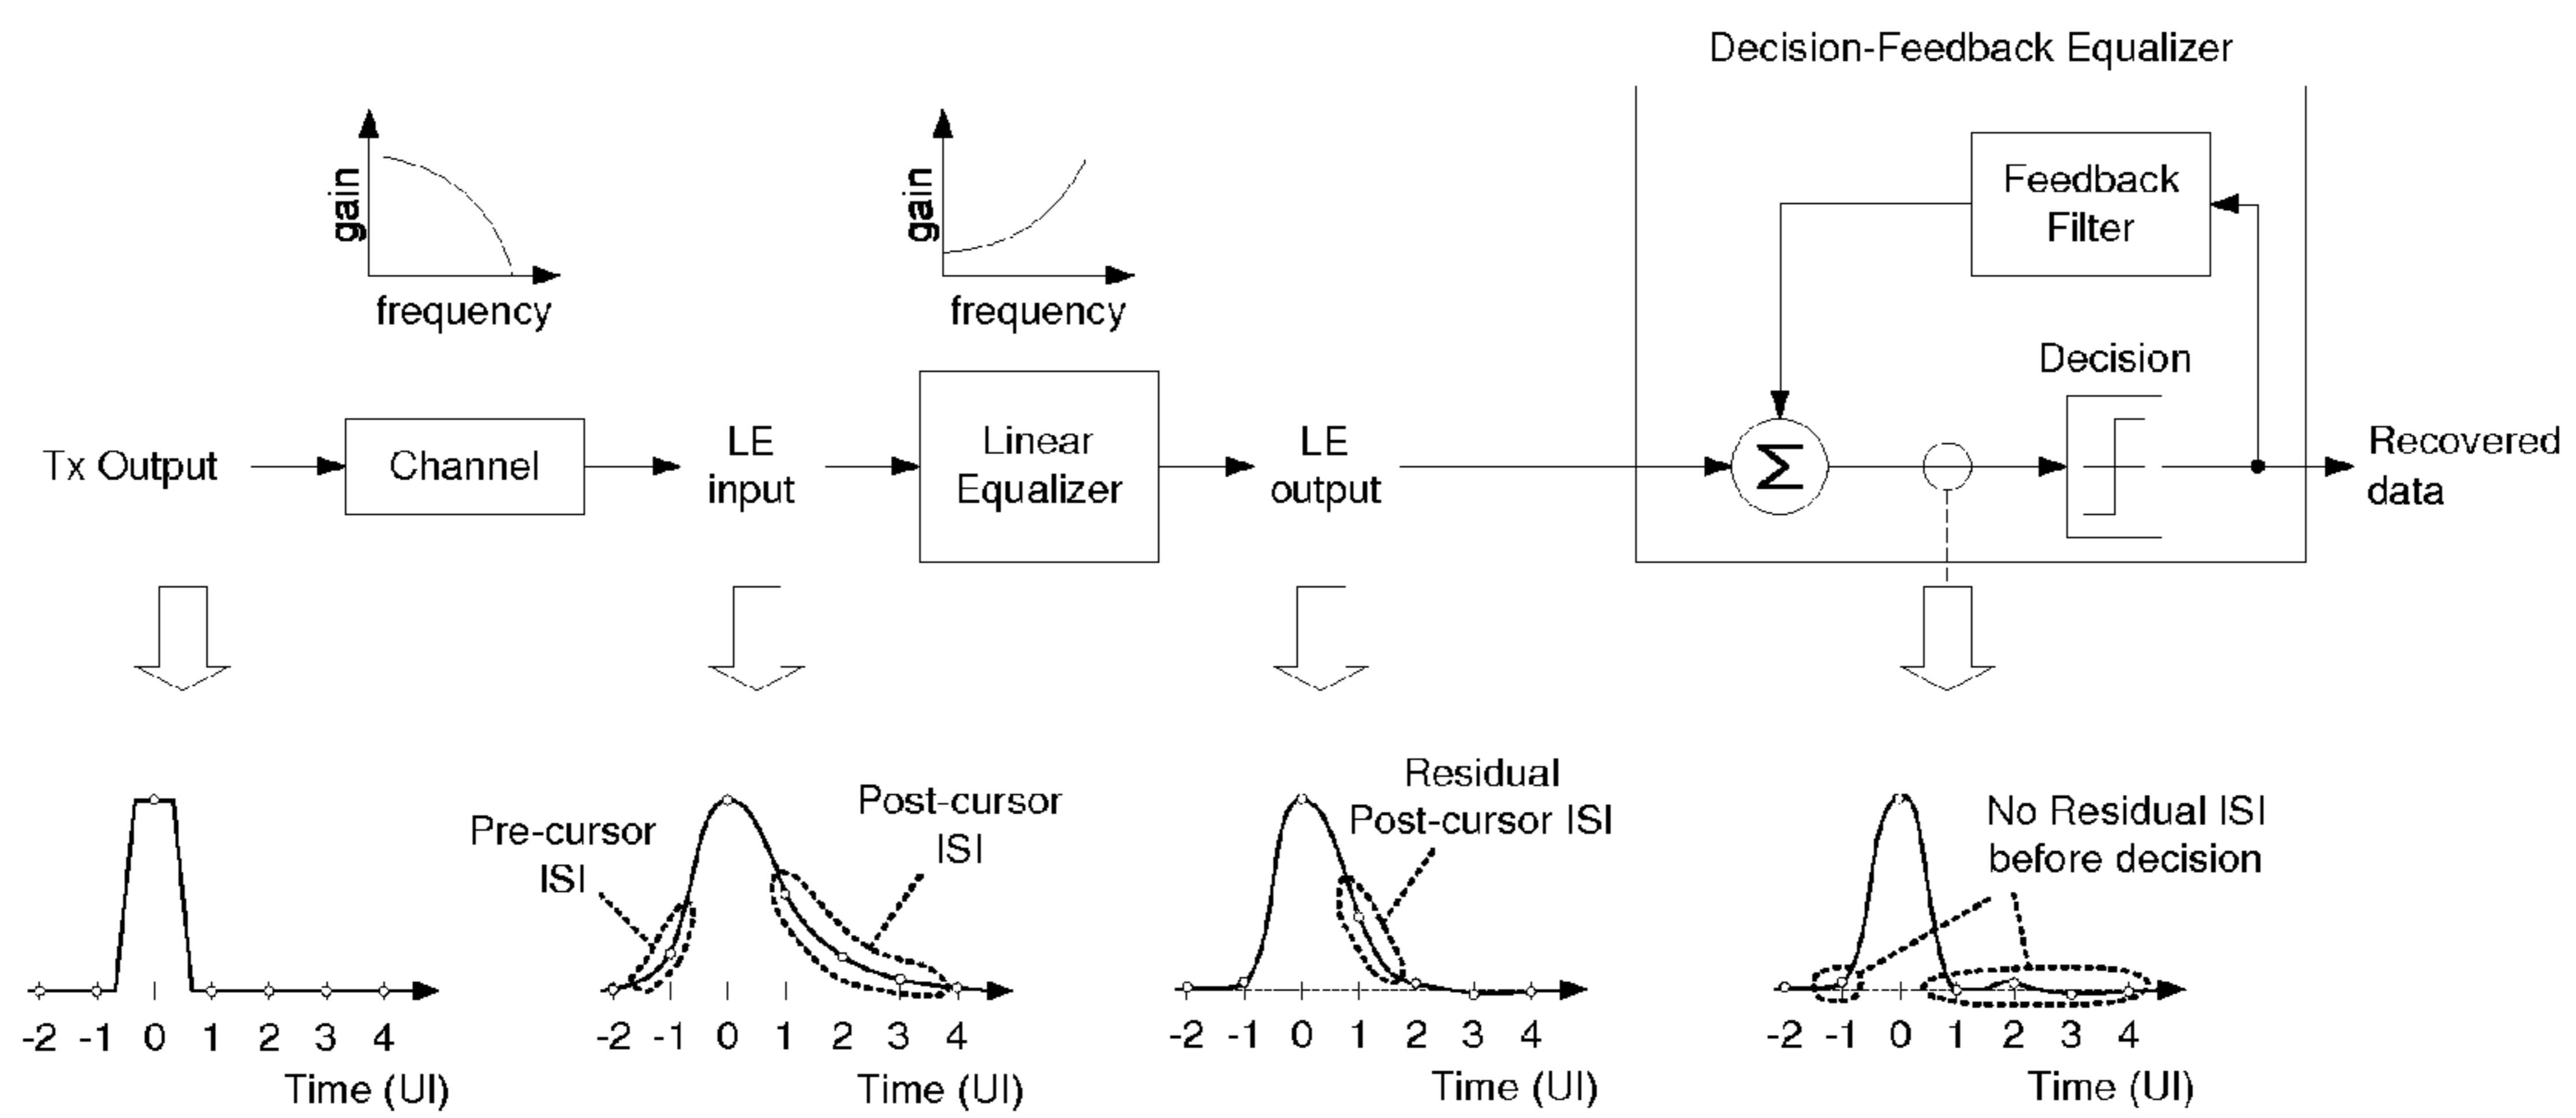 Decision-Feedback Equalizer
gain
frequency
gain
frequency
Feedback
Filter
Decision
Tx Output
Channel
LE
input
Linear
Equalizer
LE
output
Σ
Recovered
data
Pre-cursor
ISI
Post-cursor
ISI
Residual
Post-cursor ISI
No Residual ISI
before decision
-2 -1 0 1 2 3 4
Time (UI)
-2 -1 0 1 2 3 4
Time (UI)
-2 -1 0 1 2 3 4
Time (UI)
-2 -1 0 1 2 3 4
Time (UI)